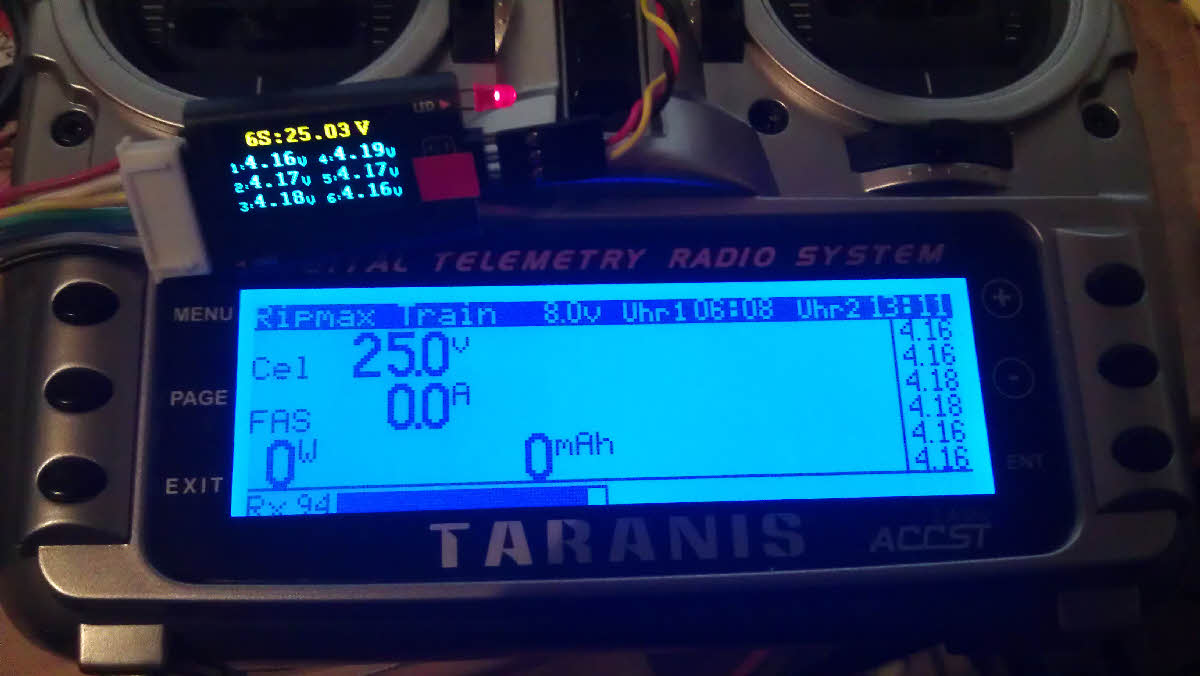 6S:25.03 V
1:4.16v 4:4.19v
2:4.17v 5:4.17v
3:4.18v 6:4.16v
TELEMETRY RADIO SYSTEM
MENU
PAGE
EXIT
Ripmax Train 8.0v Uhr1 06:08 Uhr2 13:11
Cel 25.0V
FAS 0.0A
0W 0mAh
4.16
4.16
4.18
4.18
4.16
4.16
Rx 94
+
-
ENT
TARANIS
ACCST